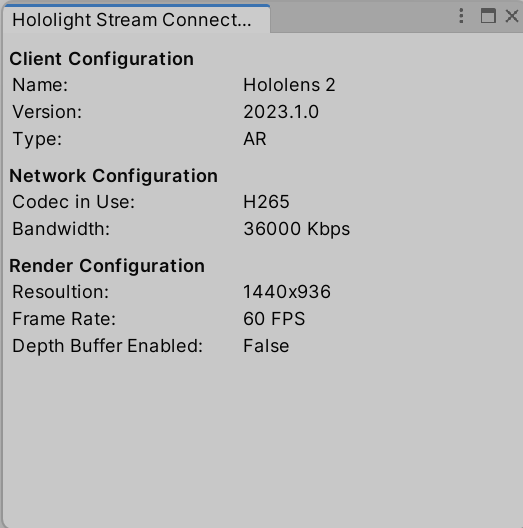 Hololight Stream Connect...
Client Configuration
Name: Hololens 2
Version: 2023.1.0
Type: AR
Network Configuration
Codec in Use: H265
Bandwidth: 36000 Kbps
Render Configuration
Resoultion: 1440x936
Frame Rate: 60 FPS
Depth Buffer Enabled: False